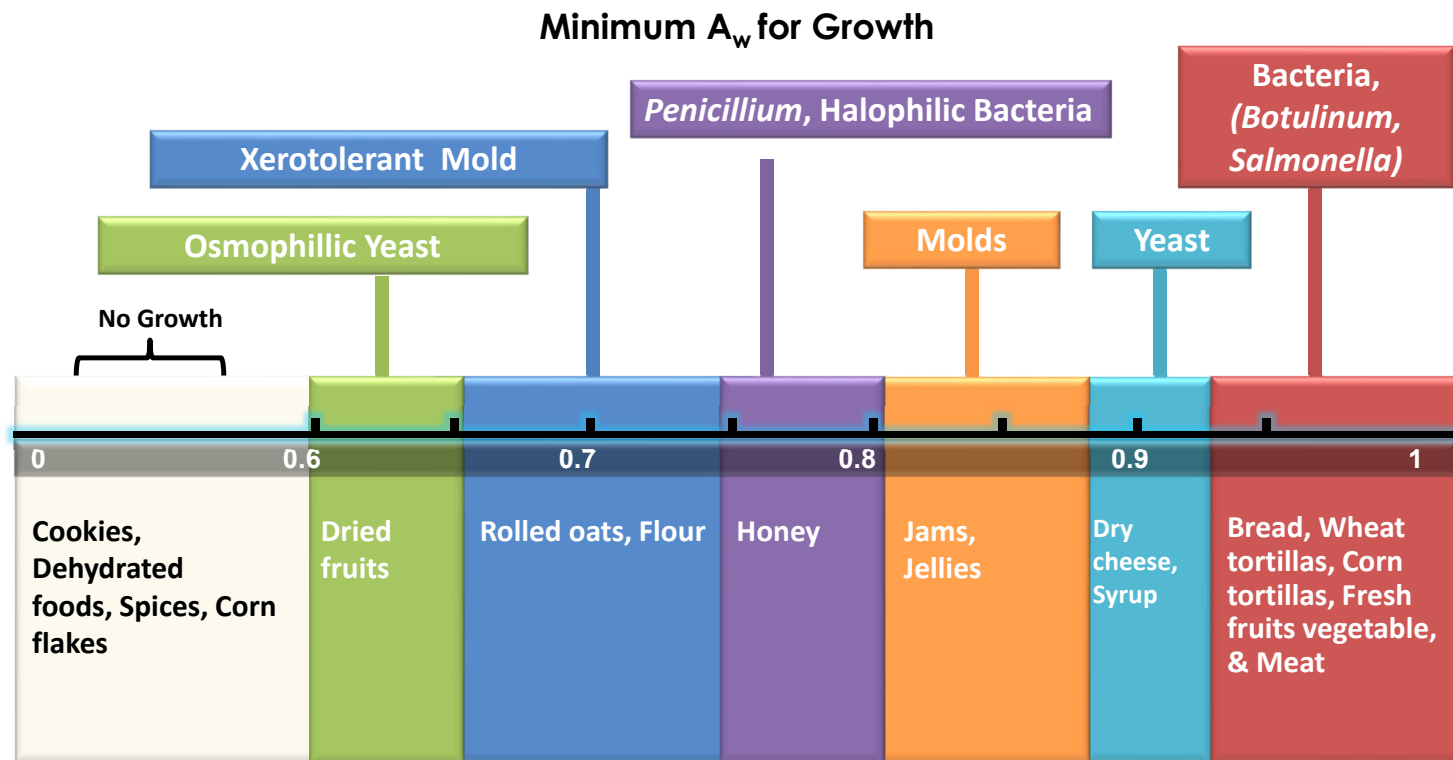 Minimum Aw for Growth
Bacteria,
(Botulinum,
Salmonella)
Penicillium, Halophilic Bacteria
Xerotolerant Mold
Osmophillic Yeast
Molds
Yeast
No Growth
0 0.6 0.7 0.8 0.9 1
Cookies,
Dehydrated
foods, Spices, Corn
flakes
Dried
fruits
Rolled oats, Flour
Honey
Jams,
Jellies
Dry
cheese,
Syrup
Bread, Wheat
tortillas, Corn
tortillas, Fresh
fruits vegetable,
& Meat